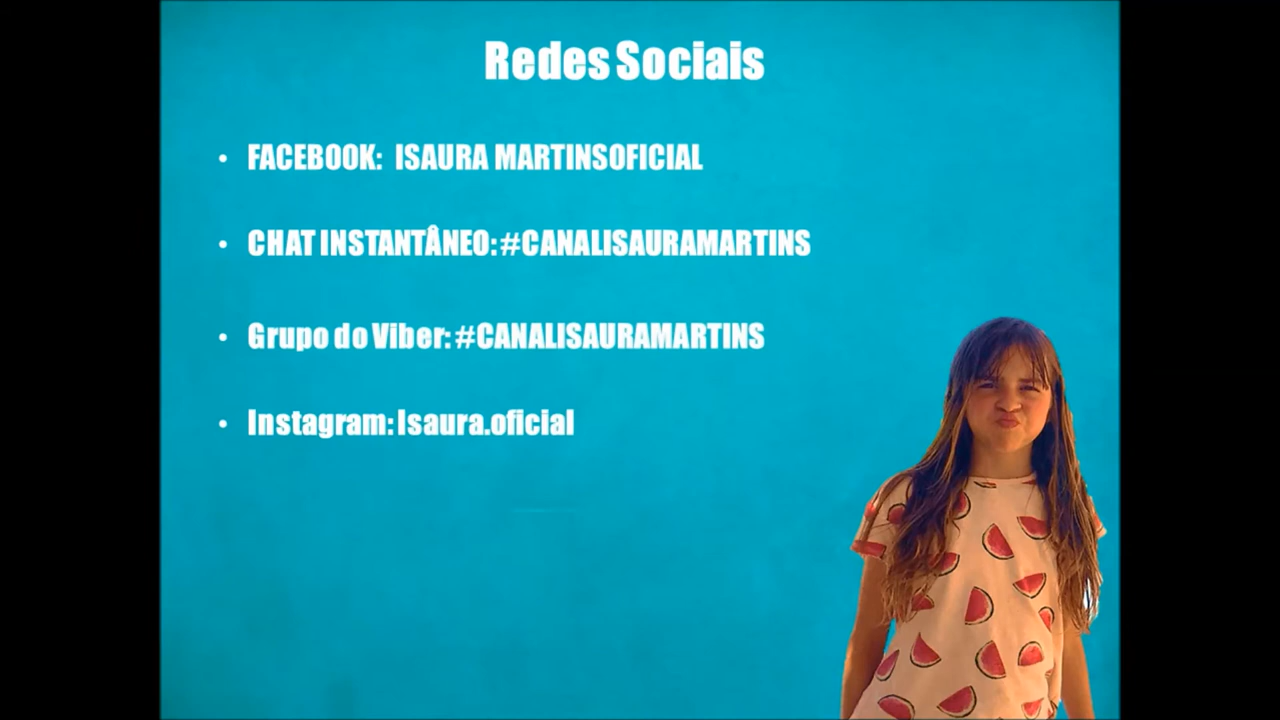 Redes Sociais
• FACEBOOK: ISAURA MARTINSOFICIAL
• CHAT INSTANTÂNEO: #CANALISAURAMARTINS
• Grupo do Viber: #CANALISAURAMARTINS
• Instagram: Isaura.oficial